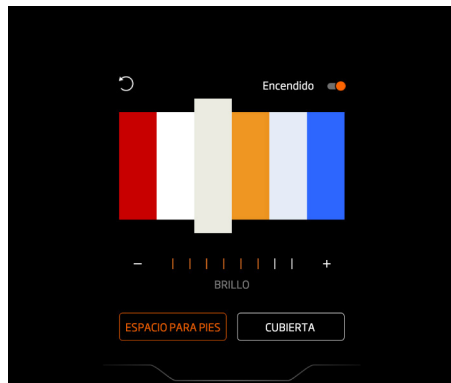 Encendido
- +
BRILLO
ESPACIO PARA PIES
CUBIERTA